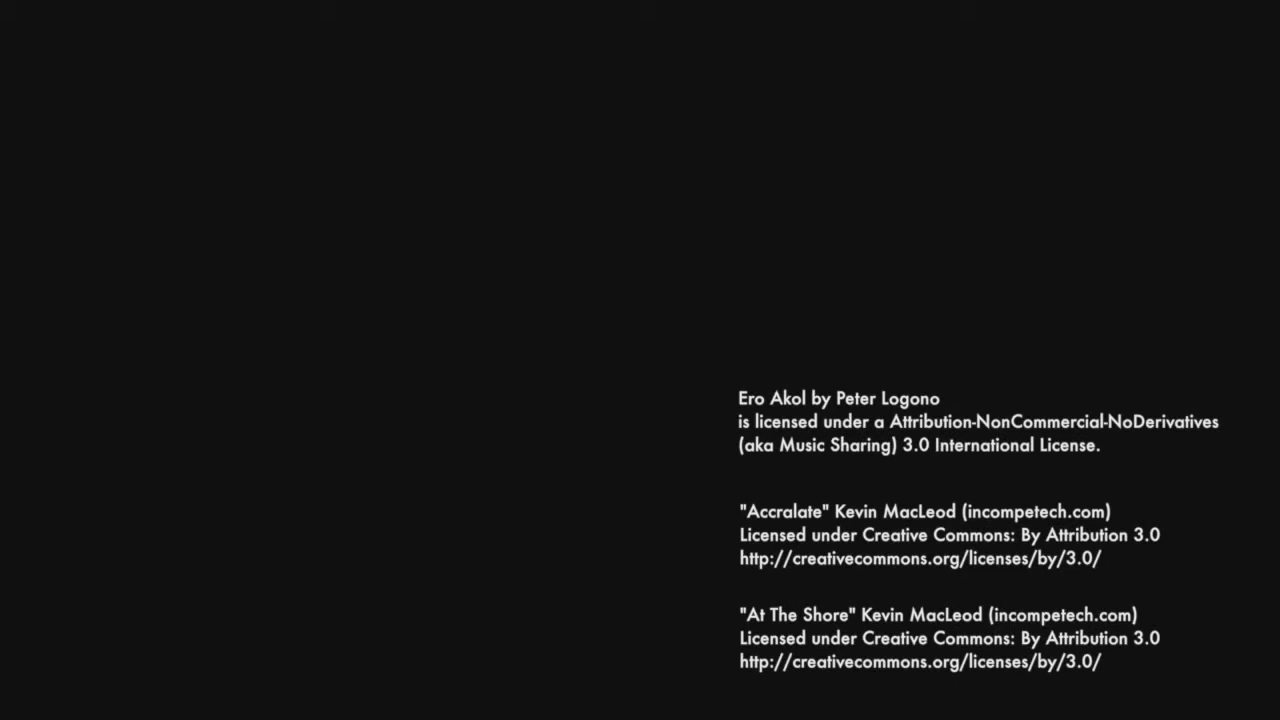 Ero Akol by Peter Logono
is licensed under a Attribution-NonCommercial-NoDerivatives
(aka Music Sharing) 3.0 International License.
"Accralate" Kevin MacLeod (incompetech.com)
Licensed under Creative Commons: By Attribution 3.0
http://creativecommons.org/licenses/by/3.0/
"At The Shore" Kevin MacLeod (incompetech.com)
Licensed under Creative Commons: By Attribution 3.0
http://creativecommons.org/licenses/by/3.0/